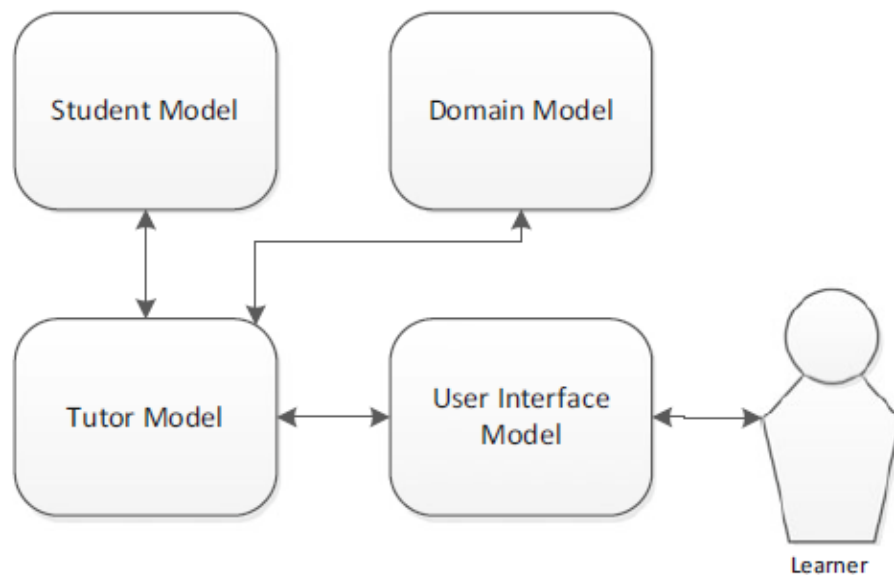 Student Model
Domain Model
Tutor Model
User Interface
Model
Learner